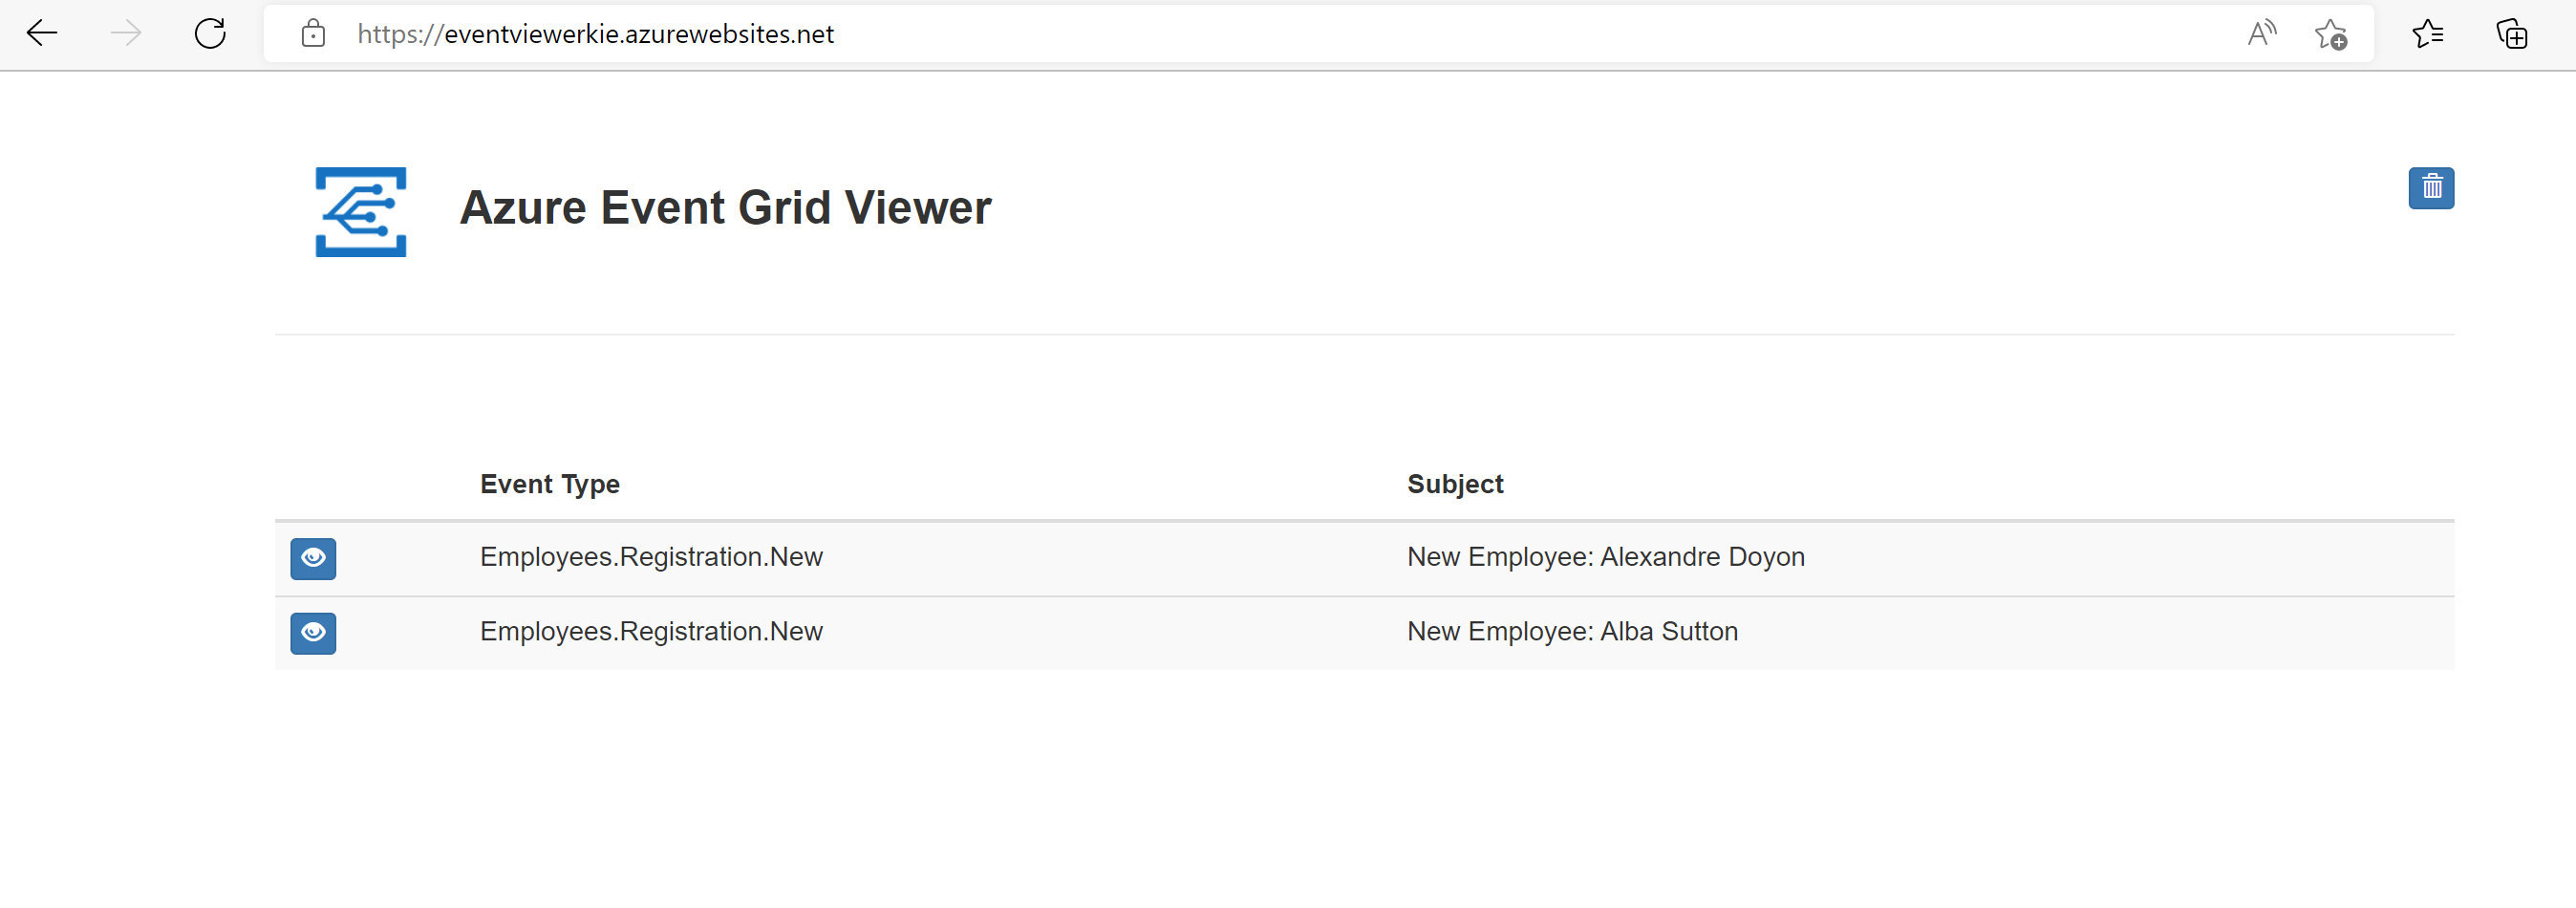 https://eventviewerkie.azurewebsites.net
Azure Event Grid Viewer
Event Type Subject
Employees.Registration.New New Employee: Alexandre Doyon
Employees.Registration.New New Employee: Alba Sutton